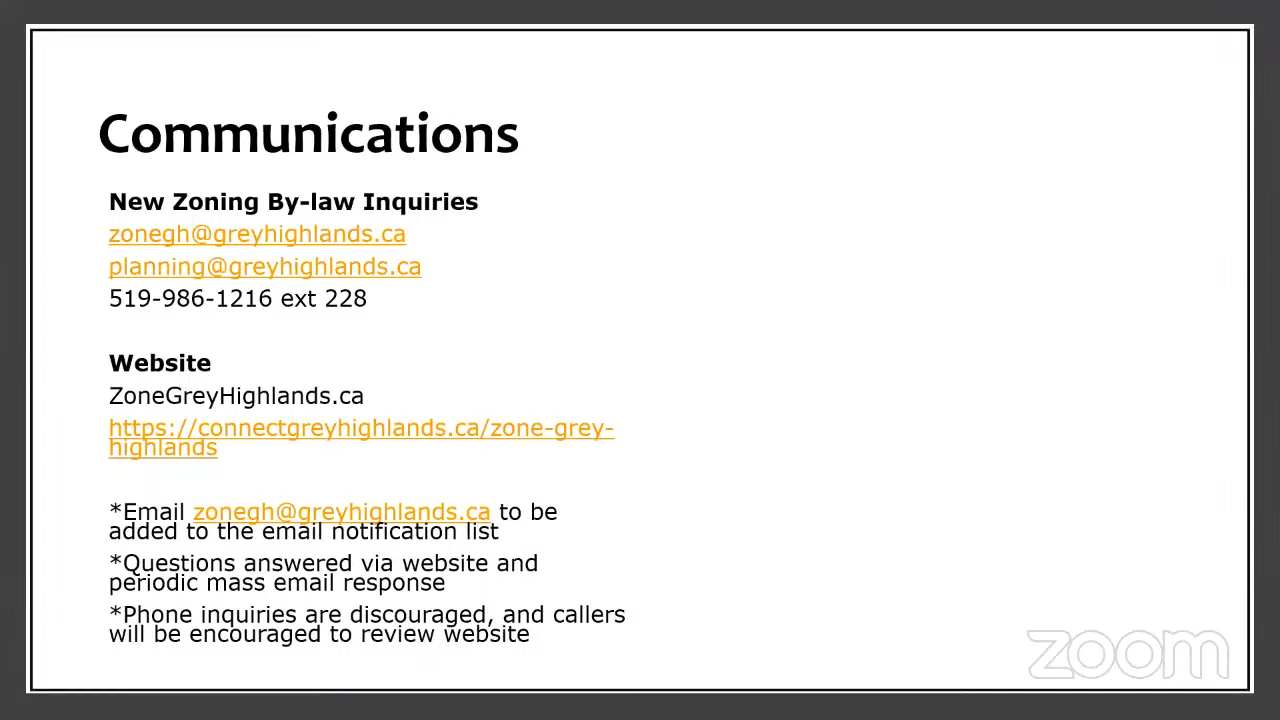 Communications
New Zoning By-law Inquiries
zonegh@greyhighlands.ca
planning@greyhighlands.ca
519-986-1216 ext 228
Website
ZoneGreyHighlands.ca
https://connectgreyhighlands.ca/zone-grey-
highlands
*Email zonegh@greyhighlands.ca to be
added to the email notification list
*Questions answered via website and
periodic mass email response
*Phone inquiries are discouraged, and callers
will be encouraged to review website
zoom